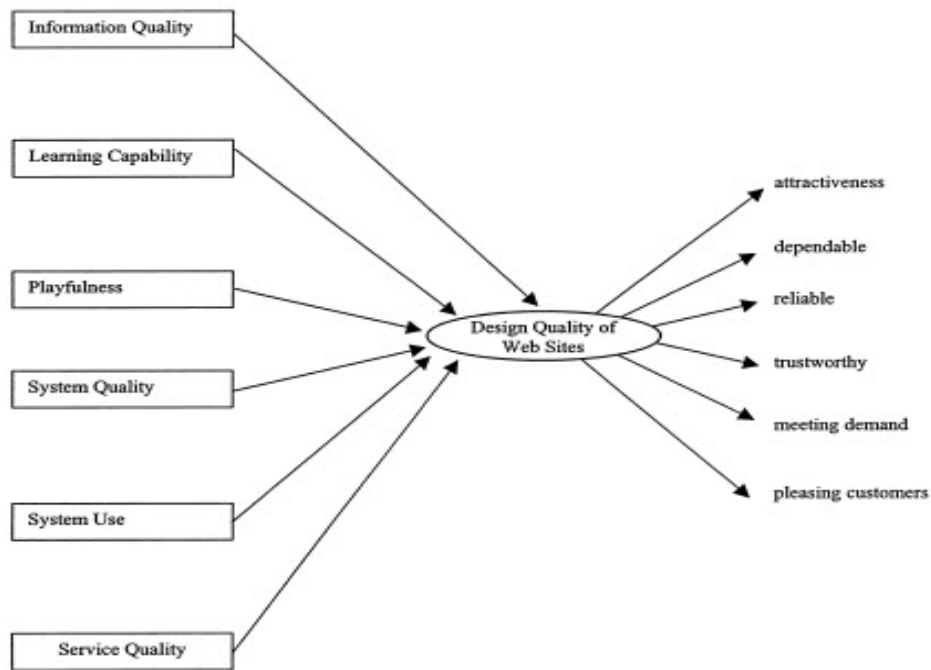 Information Quality
Learning Capability
Playfulness
System Quality
System Use
Service Quality
Design Quality of
Web Sites
attractiveness
dependable
reliable
trustworthy
meeting demand
pleasing customers